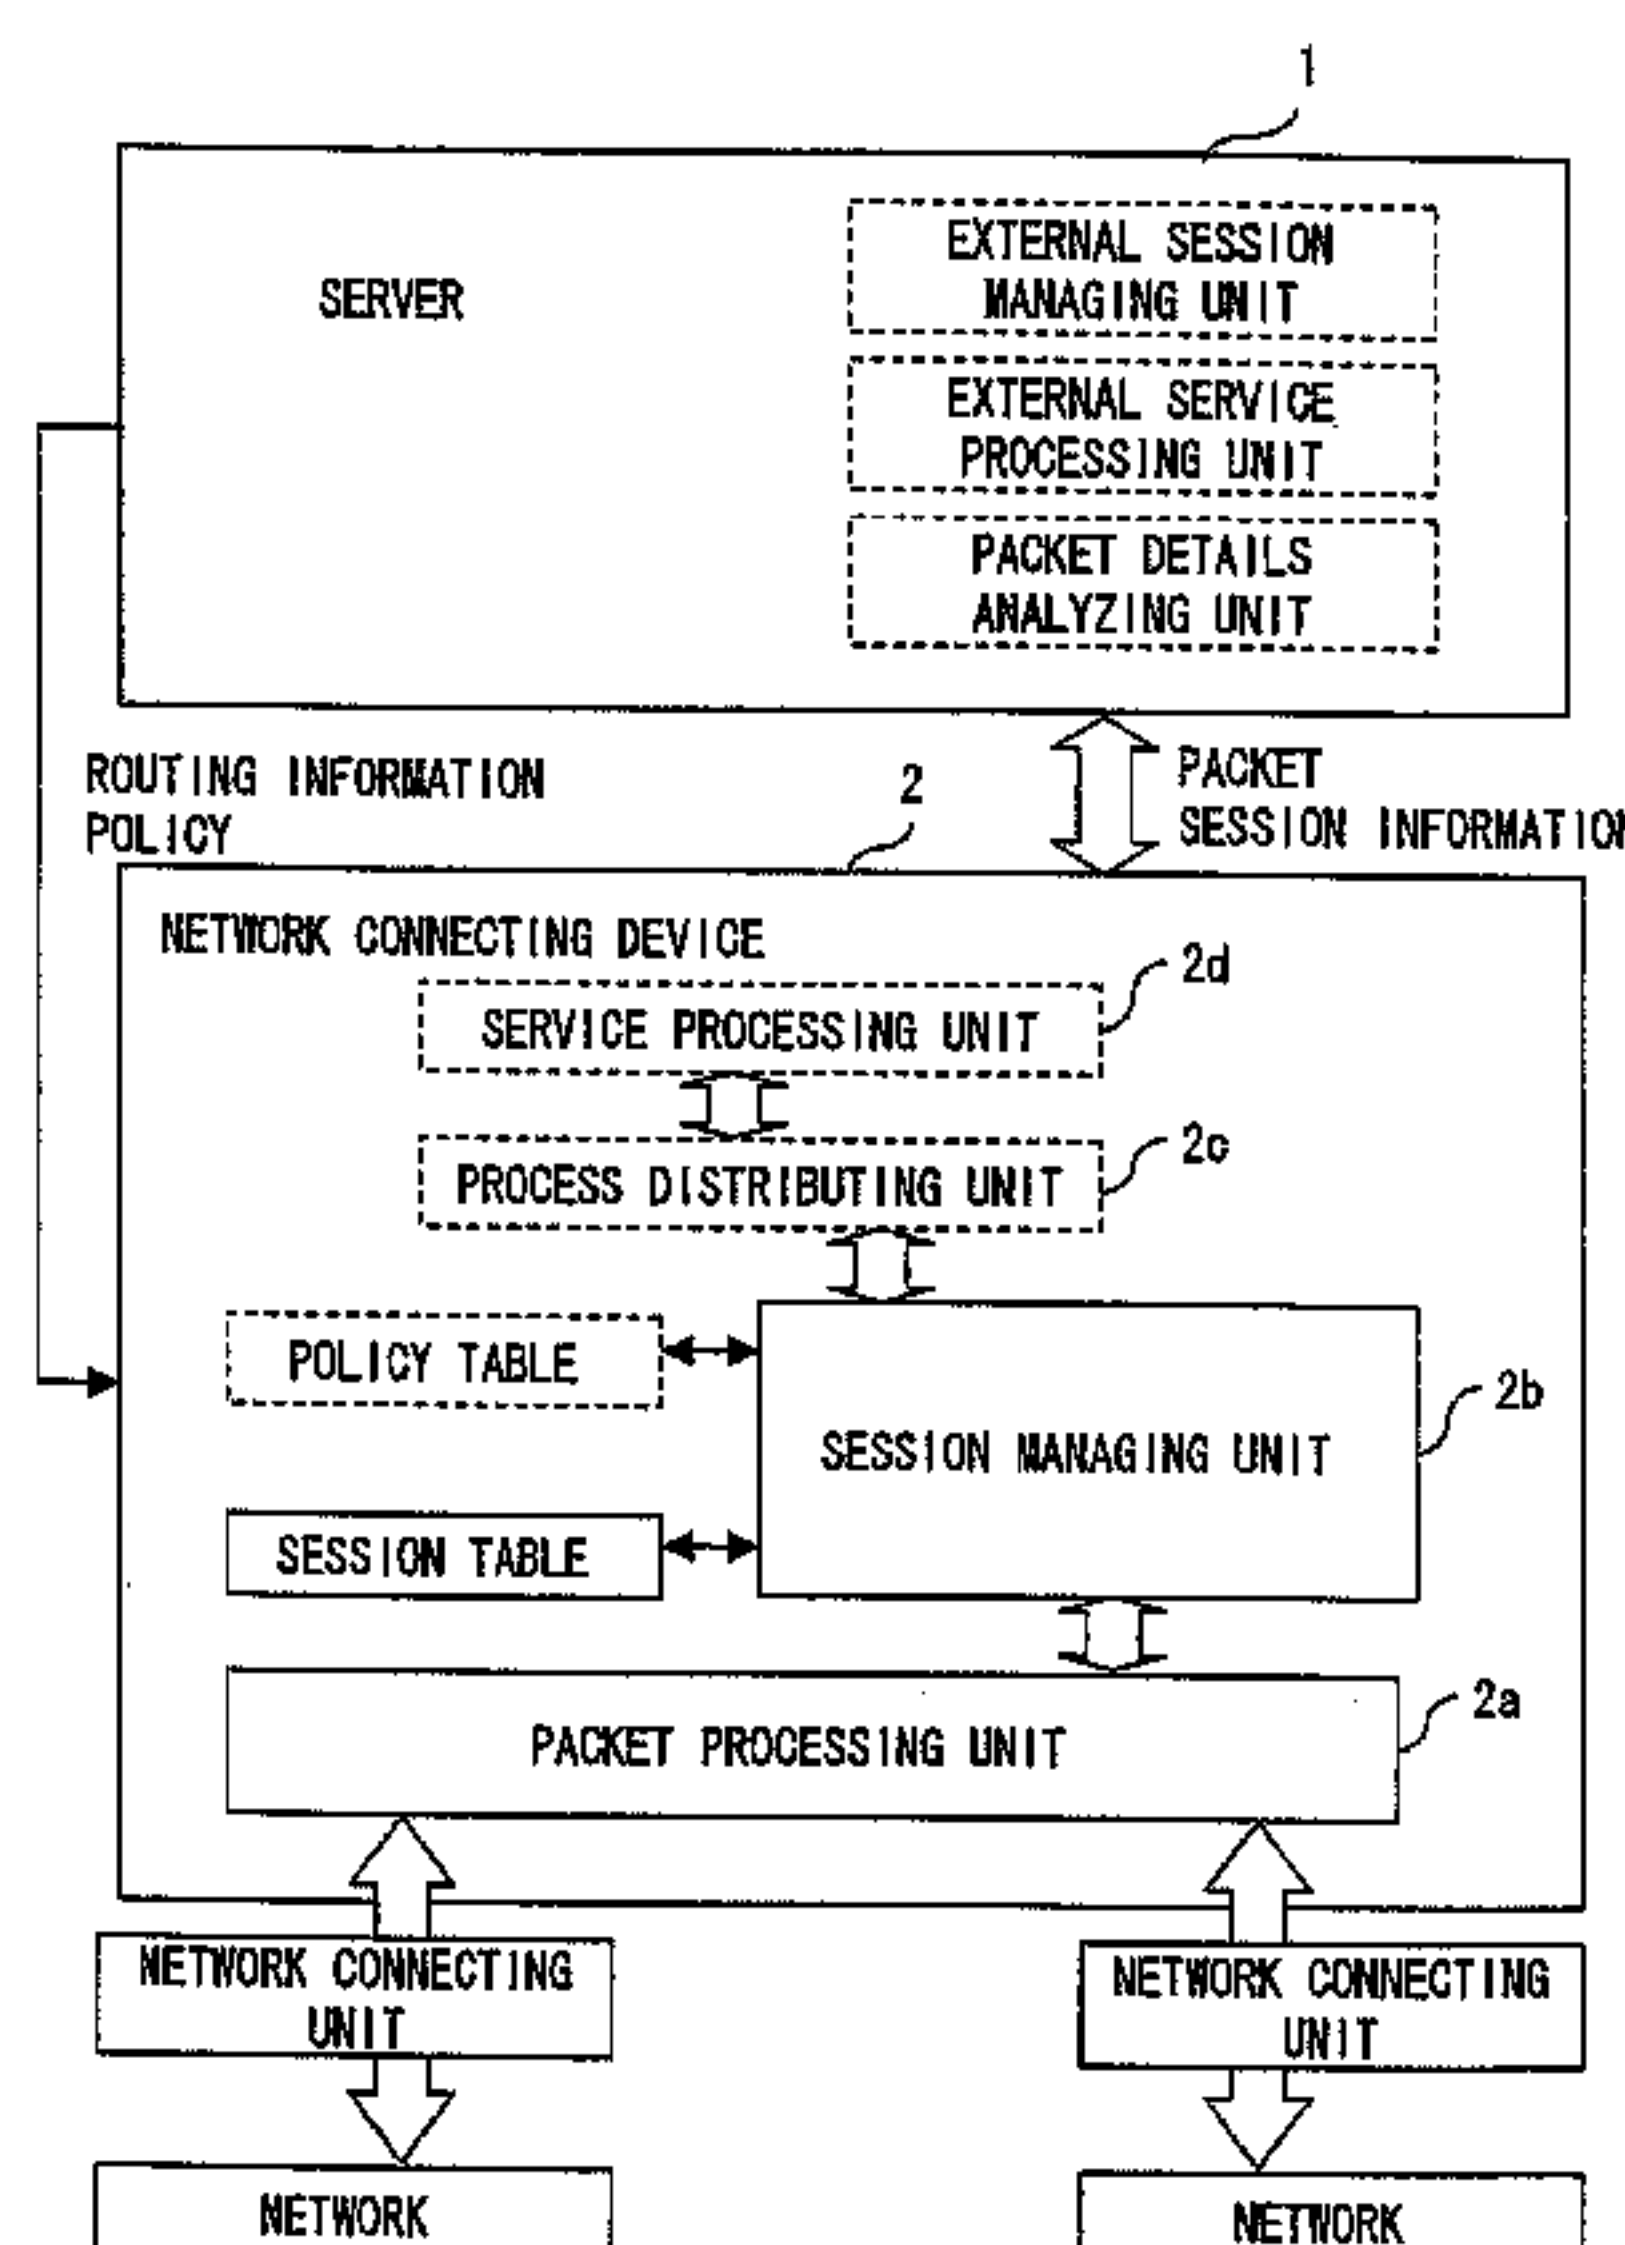 1
SERVER
EXTERNAL SESSION
MANAGING UNIT
EXTERNAL SERVICE
PROCESSING UNIT
PACKET DETAILS
ANALYZING UNIT
ROUTING INFORMATION
POLICY
2
PACKET
SESSION INFORMATION
NETWORK CONNECTING DEVICE
2d
SERVICE PROCESSING UNIT
2c
PROCESS DISTRIBUTING UNIT
POLICY TABLE
2b
SESSION MANAGING UNIT
SESSION TABLE
2a
PACKET PROCESSING UNIT
NETWORK CONNECTING
UNIT
NETWORK CONNECTING
UNIT
NETWORK
NETWORK